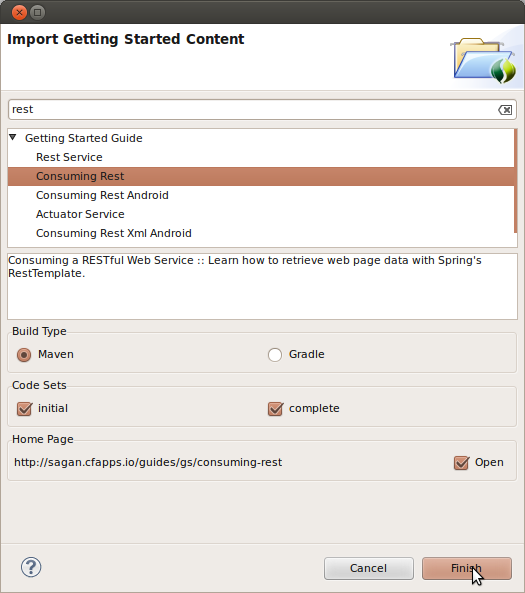 Import Getting Started Content
rest
Getting Started Guide
Rest Service
Consuming Rest
Consuming Rest Android
Actuator Service
Consuming Rest Xml Android
Consuming a RESTful Web Service :: Learn how to retrieve web page data with Spring's
RestTemplate.
Build Type
Maven Gradle
Code Sets
initial complete
Home Page
http://sagan.cfapps.io/guides/gs/consuming-rest Open
? Cancel Finish